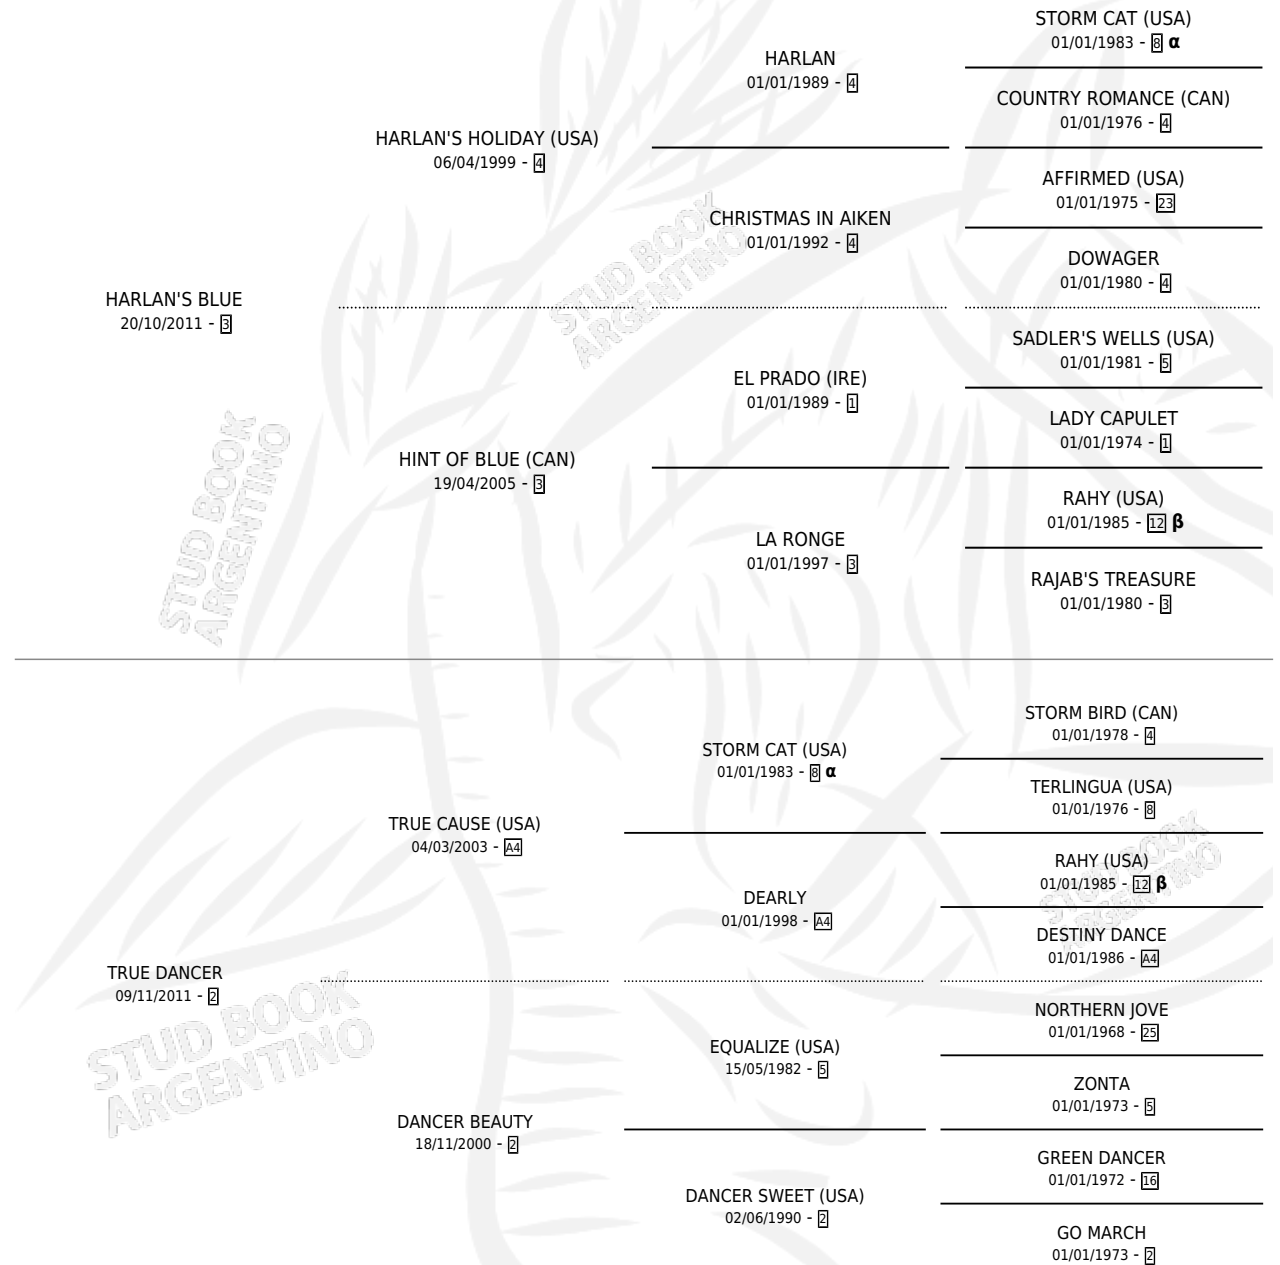 STORM CAT (USA)
01/01/1983 - 8 α
HARLAN
01/01/1989 - 4
COUNTRY ROMANCE (CAN)
01/01/1976 - 4
HARLAN'S HOLIDAY (USA)
06/04/1999 - 4
AFFIRMED (USA)
01/01/1975 - 23
CHRISTMAS IN AIKEN
01/01/1992 - 4
DOWAGER
01/01/1980 - 4
HARLAN'S BLUE
20/10/2011 - 3
SADLER'S WELLS (USA)
01/01/1981 - 5
EL PRADO (IRE)
01/01/1989 - 1
LADY CAPULET
01/01/1974 - 1
HINT OF BLUE (CAN)
19/04/2005 - 3
RAHY (USA)
01/01/1985 - 12 β
LA RONGE
01/01/1997 - 3
RAJAB'S TREASURE
01/01/1980 - 3
STORM BIRD (CAN)
01/01/1978 - 4
STORM CAT (USA)
01/01/1983 - 8 α
TERLINGUA (USA)
01/01/1976 - 8
TRUE CAUSE (USA)
04/03/2003 - A4
RAHY (USA)
01/01/1985 - 12 β
DEARLY
01/01/1998 - A4
DESTINY DANCE
01/01/1986 - A4
TRUE DANCER
09/11/2011 - 2
NORTHERN JOVE
01/01/1968 - 25
EQUALIZE (USA)
15/05/1982 - 5
ZONTA
01/01/1973 - 5
DANCER BEAUTY
18/11/2000 - 2
GREEN DANCER
01/01/1972 - 16
DANCER SWEET (USA)
02/06/1990 - 2
GO MARCH
01/01/1973 - 2
STUD BOOK
ARGENTINO
STUD BOOK
ARGENTINO
STUD BOOK
ARGENTINO
STUD BOOK
ARGENTINO